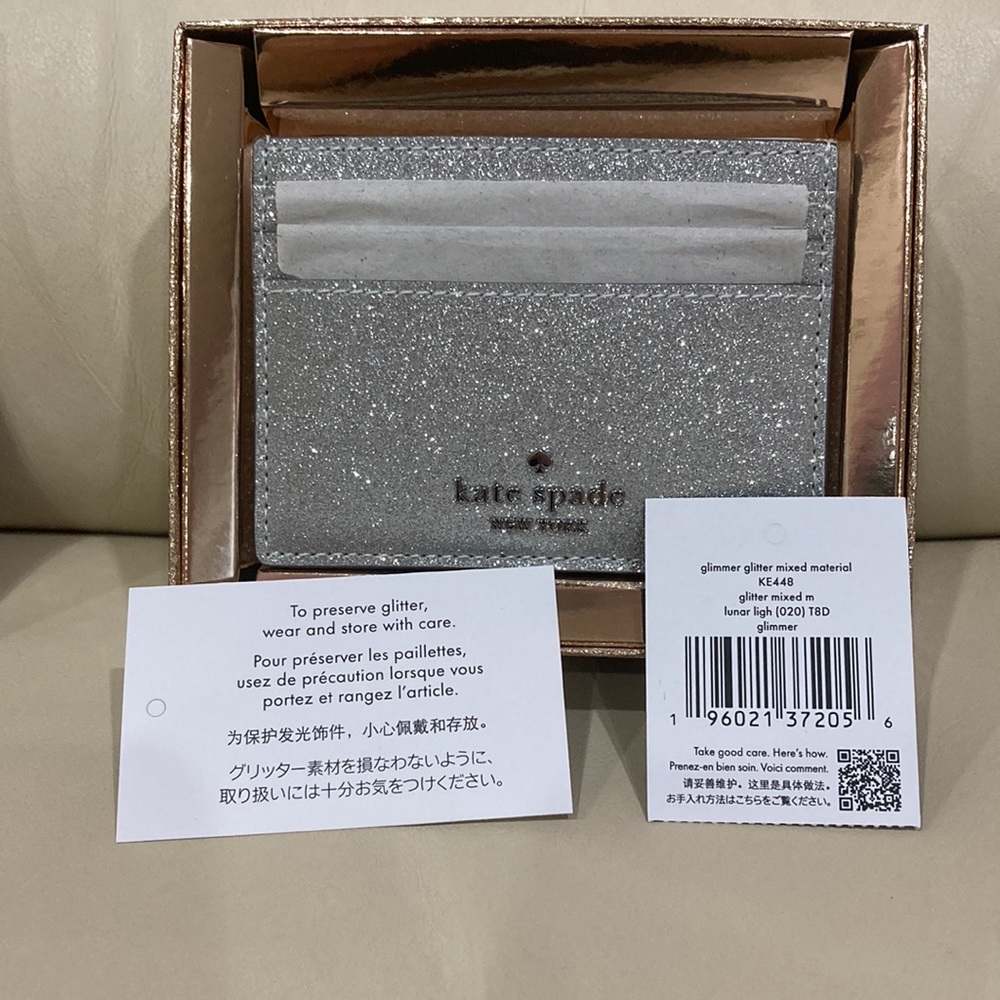 kate spade
NEW YORK
To preserve glitter,
wear and store with care.
Pour préserver les paillettes,
usez de précaution lorsque vous
portez et rangez l'article.
为保护发光饰件，小心佩戴和存放。
グリッター素材を損なわないように、
取り扱いには十分お気をつけください。
glimmer glitter mixed material
KE448
glitter mixed m
lunar ligh (020) T8D
glimmer
1 96021 37205 6
Take good care. Here's how.
Prenez-en bien soin. Voici comment.
请妥善维护。这里是具体做法。
お手入れ方法はこちらをご覧ください。